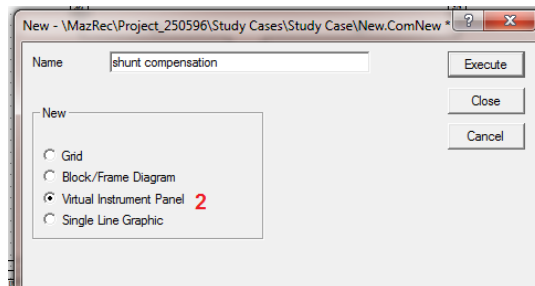 New - \MazRec\Project_250596\Study Cases\Study Case\New.ComNew *
Name shunt compensation Execute
Close
Cancel
New
Grid
Block/Frame Diagram
Virtual Instrument Panel 2
Single Line Graphic